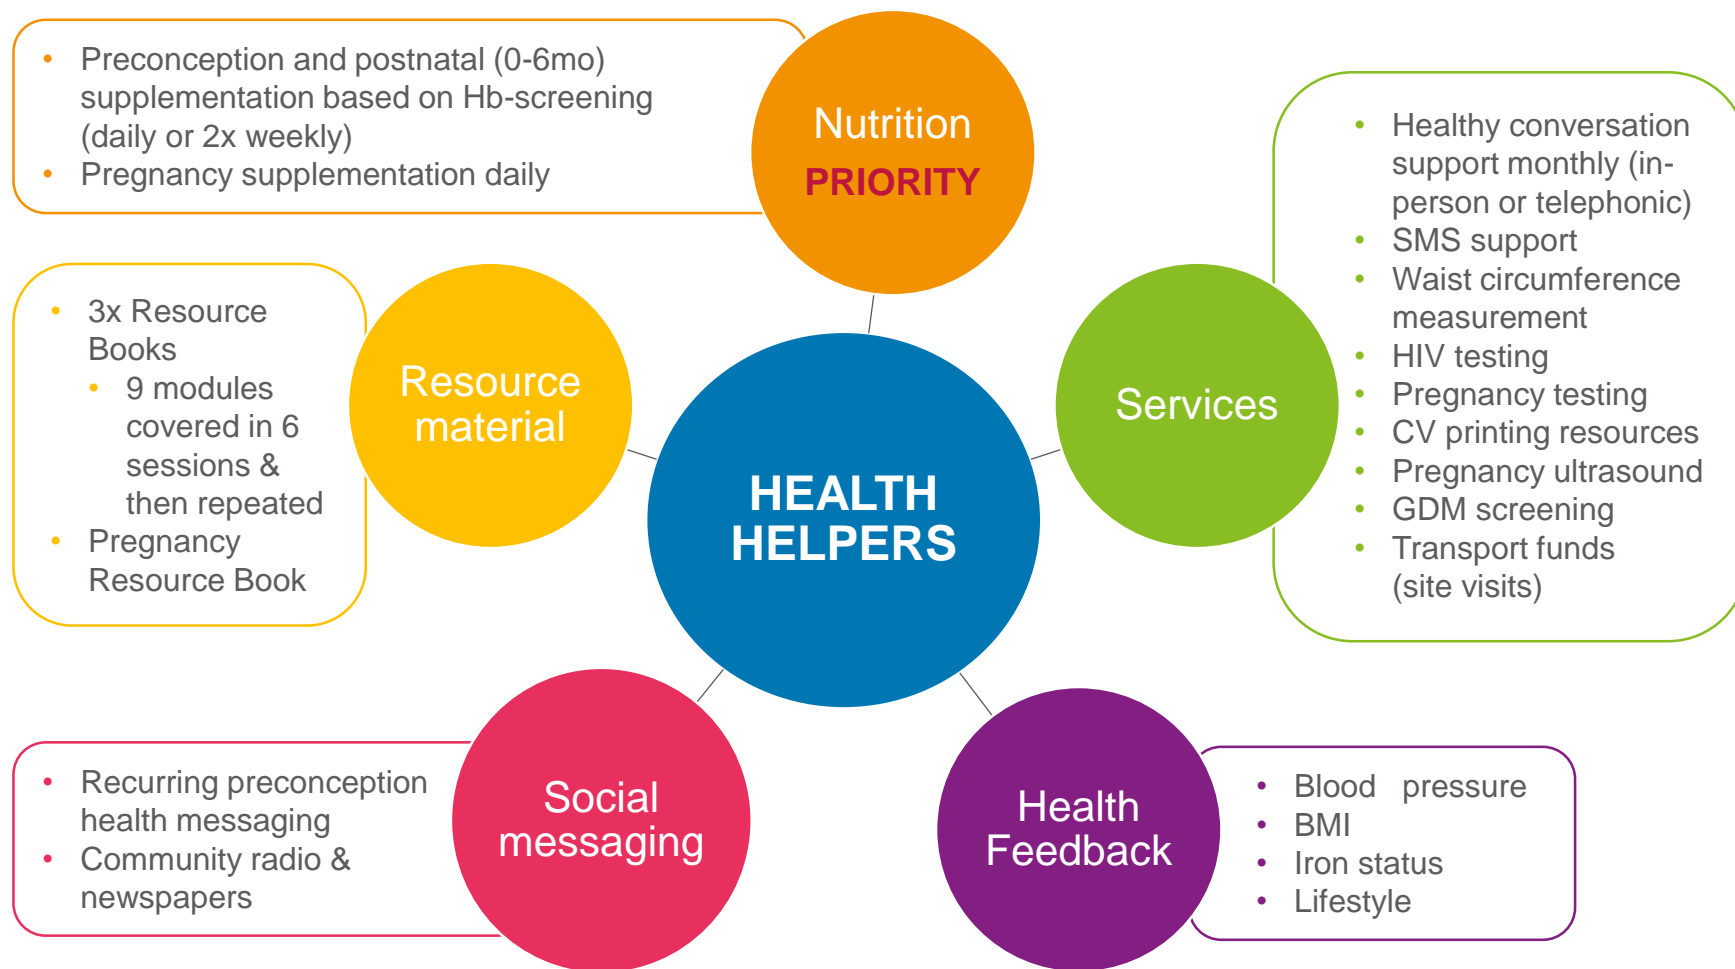 • Preconception and postnatal (0-6mo)
supplementation based on Hb-screening
(daily or 2x weekly)
• Pregnancy supplementation daily
Nutrition
PRIORITY
• Healthy conversation
support monthly (in-
person or telephonic)
• SMS support
• Waist circumference
measurement
• HIV testing
• Pregnancy testing
• CV printing resources
• Pregnancy ultrasound
• GDM screening
• Transport funds
(site visits)
Services
• 3x Resource
Books
• 9 modules
covered in 6
sessions &
then repeated
• Pregnancy
Resource Book
Resource
material
HEALTH
HELPERS
• Recurring preconception
health messaging
• Community radio &
newspapers
Social
messaging
Health
Feedback
• Blood pressure
• BMI
• Iron status
• Lifestyle